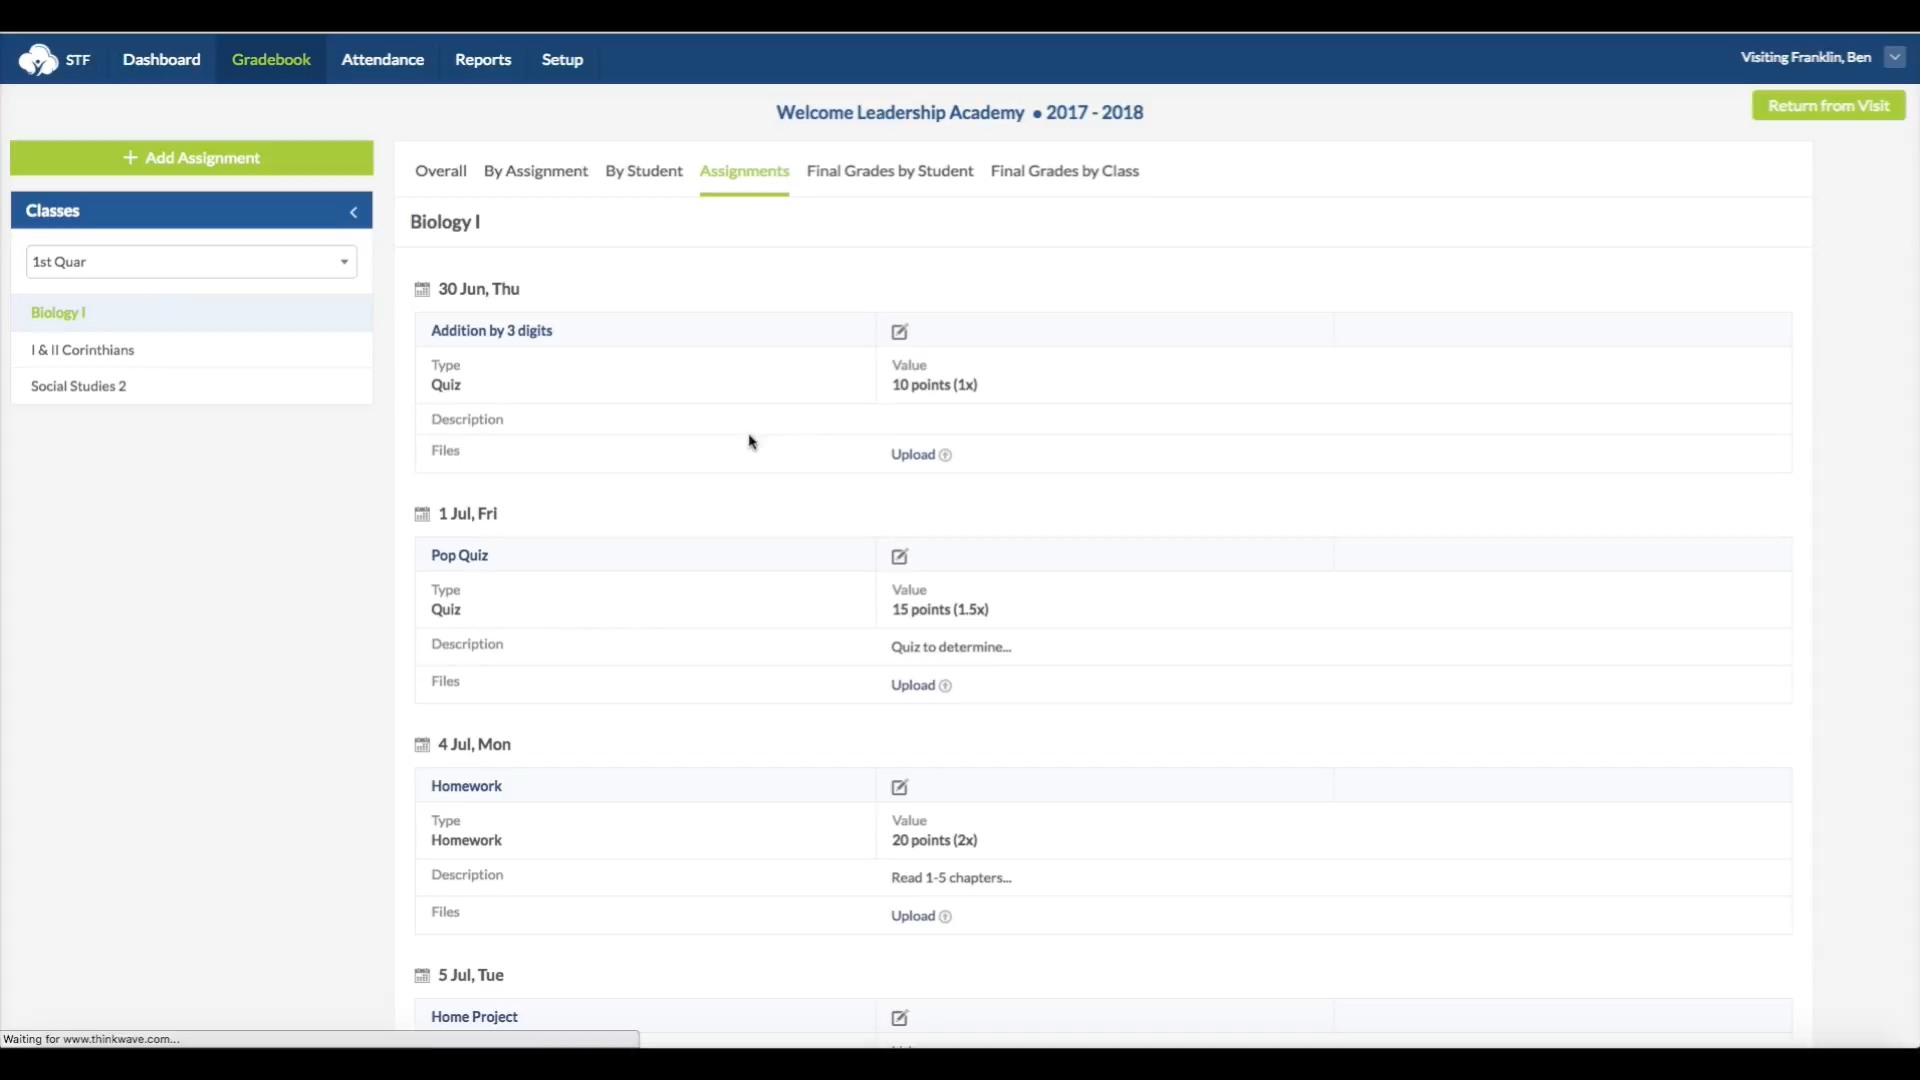 STF Dashboard Gradebook Attendance Reports Setup Visiting Franklin, Ben
Welcome Leadership Academy • 2017 - 2018
Return from Visit
+ Add Assignment
Classes
1st Quar
Biology I
I & II Corinthians
Social Studies 2
Overall By Assignment By Student Assignments Final Grades by Student Final Grades by Class
Biology I
30 Jun, Thu
Addition by 3 digits
Type Value
Quiz 10 points (1x)
Description
Files Upload
1 Jul, Fri
Pop Quiz
Type Value
Quiz 15 points (1.5x)
Description Quiz to determine...
Files Upload
4 Jul, Mon
Homework
Type Value
Homework 20 points (2x)
Description Read 1-5 chapters...
Files Upload
5 Jul, Tue
Home Project
Waiting for www.thinkwave.com...